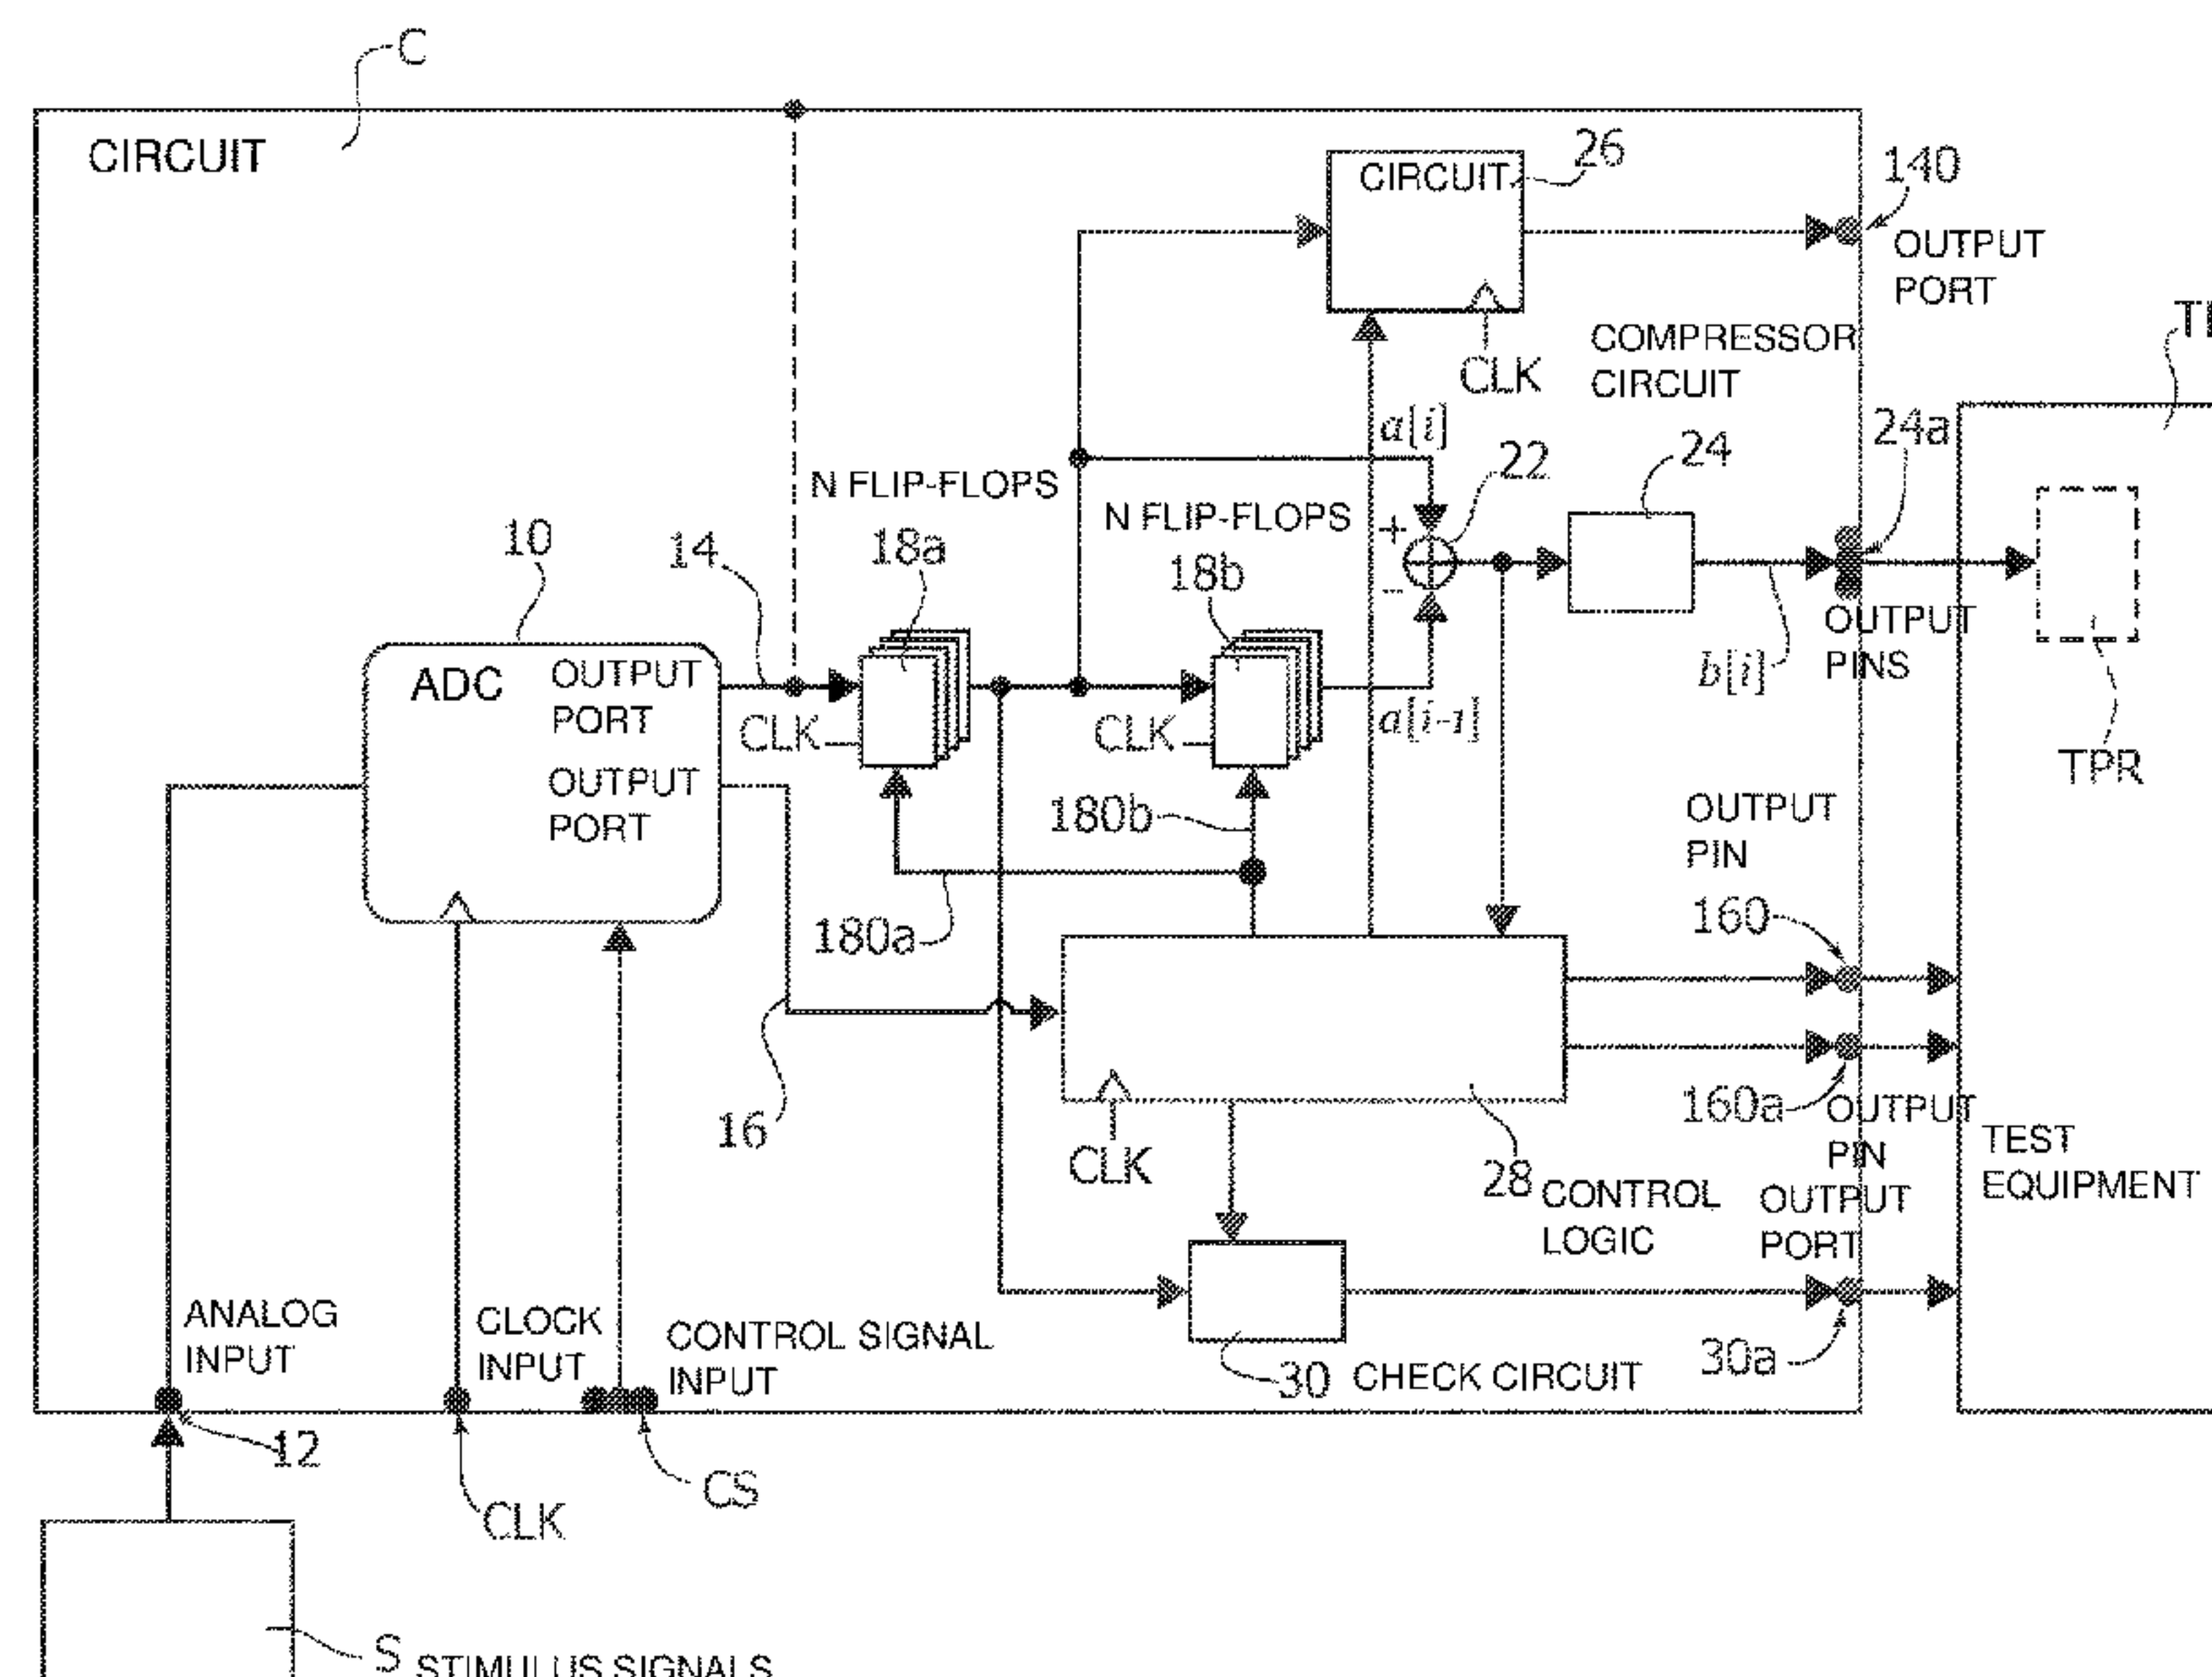 C
CIRCUIT
CIRCUIT
26
140
OUTPUT
PORT
CLK
COMPRESSOR
CIRCUIT
a[i]
24a
22
24
N FLIP-FLOPS
N FLIP-FLOPS
+
10
14
18a
18b
−
ADC
OUTPUT
PORT
OUTPUT
PORT
CLK
CLK
a[i-1]
b[i]
OUTPUT
PINS
TPR
180b
OUTPUT
PIN
160
180a
16
160a
OUTPUT
PIN
CLK
28
CONTROL
LOGIC
OUTPUT
PORT
TEST
EQUIPMENT
ANALOG
INPUT
CLOCK
INPUT
CONTROL SIGNAL
INPUT
30
CHECK CIRCUIT
30a
12
CLK
CS
S
STIMULUS SIGNALS